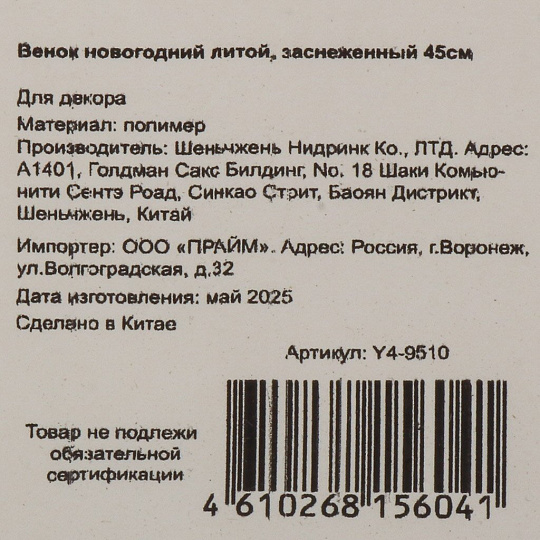 Венок новогодний литой, заснеженный 45см
Для декора
Материал: полимер
Производитель: Шеньчжень Нидринк Ко., ЛТД. Адрес:
А1401, Голдман Сакс Билдинг, No. 18 Шаки Комью-
нити Сентэ Роад, Синкао Стрит, Баоян Дистрикт,
Шеньчжень, Китай
Импортер: ООО «ПРАЙМ». Адрес: Россия, г.Воронеж,
ул.Волгоградская, д.32
Дата изготовления: май 2025
Сделано в Китае
Артикул: Y4-9510
Товар не подлежи
обязательной
сертификации
4 610268 156041